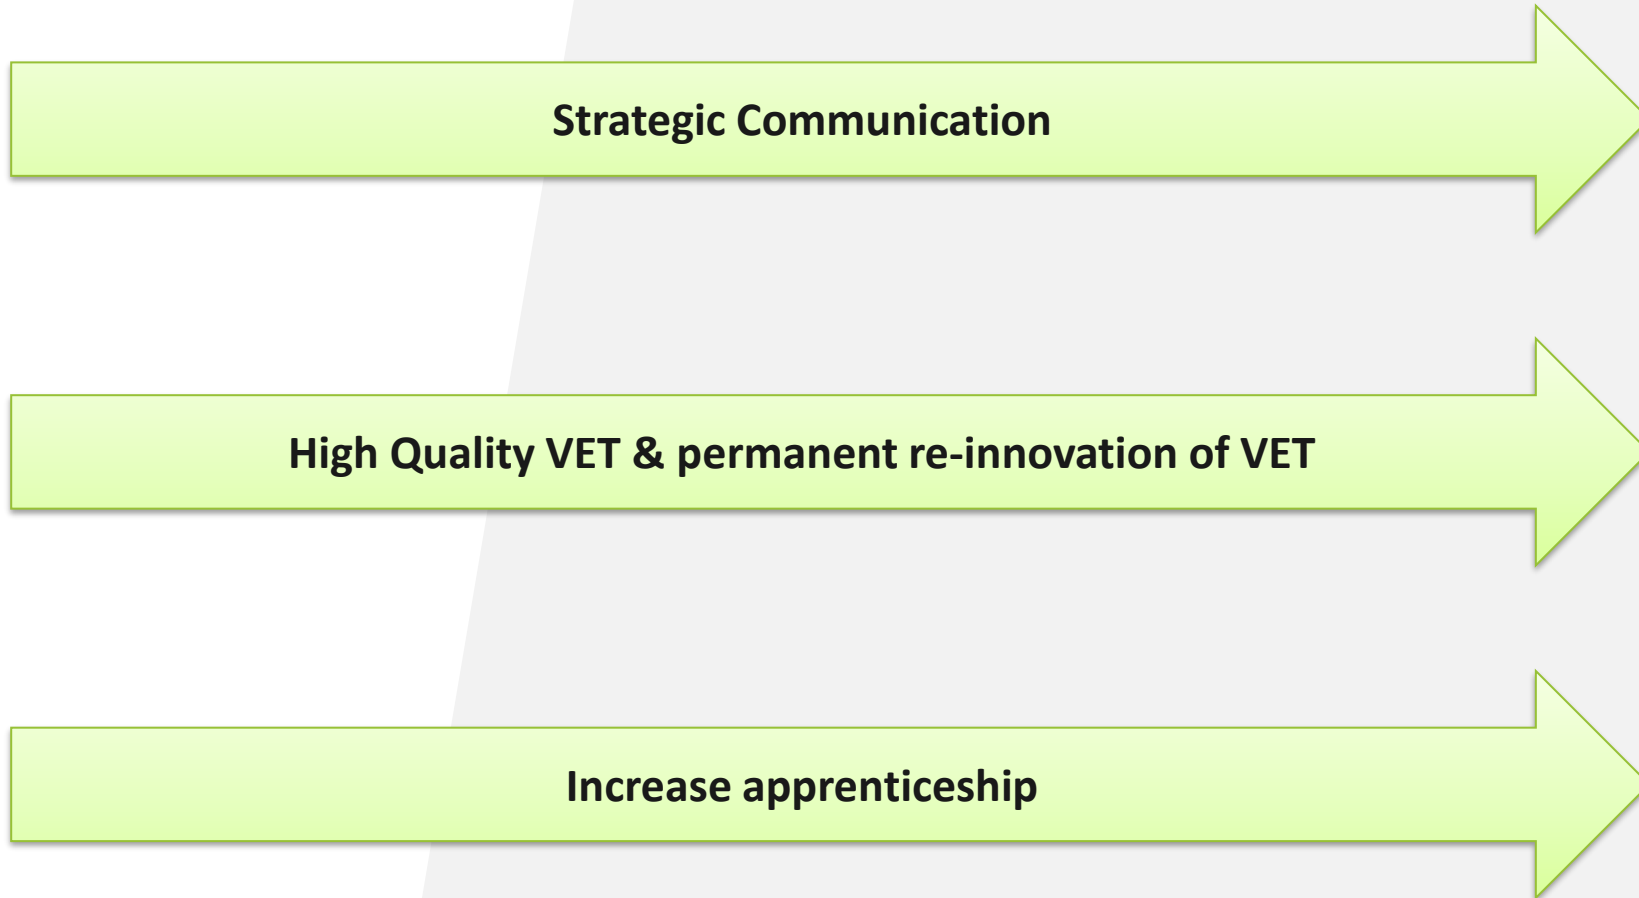 Strategic Communication
High Quality VET & permanent re-innovation of VET
Increase apprenticeship